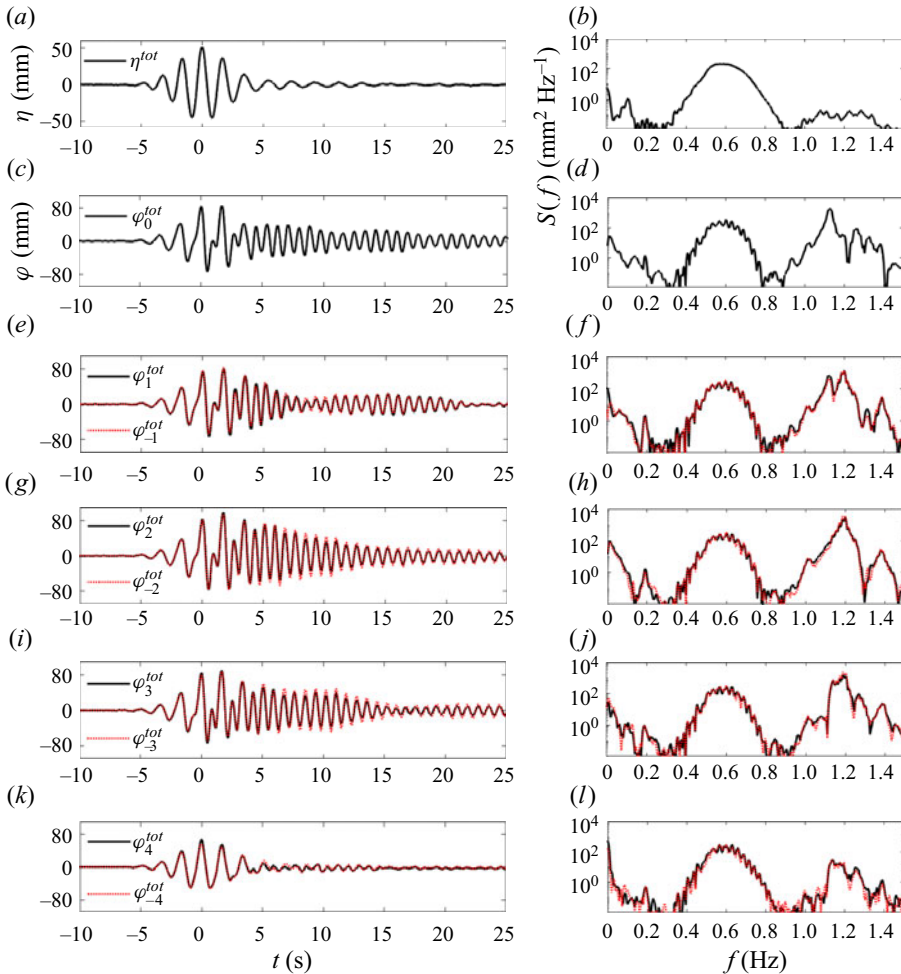 (a) (b)
50 η^tot 10^4
η (mm) 0 10^2
–50 10^0
–10 –5 0 5 10 15 20 25 0 0.2 0.4 0.6 0.8 1.0 1.2 1.4
S(f) (mm² Hz⁻¹)
(c) (d)
80 φ_0^tot 10^4
φ (mm) 0 10^2
–80 10^0
–10 –5 0 5 10 15 20 25 0 0.2 0.4 0.6 0.8 1.0 1.2 1.4
(e) (f)
80 φ_1^tot 10^4
0 10^2
–80 φ_–1^tot 10^0
–10 –5 0 5 10 15 20 25 0 0.2 0.4 0.6 0.8 1.0 1.2 1.4
(g) (h)
80 φ_2^tot 10^4
0 10^2
–80 φ_–2^tot 10^0
–10 –5 0 5 10 15 20 25 0 0.2 0.4 0.6 0.8 1.0 1.2 1.4
(i) (j)
80 φ_3^tot 10^4
0 10^2
–80 φ_–3^tot 10^0
–10 –5 0 5 10 15 20 25 0 0.2 0.4 0.6 0.8 1.0 1.2 1.4
(k) (l)
80 φ_4^tot 10^4
0 10^2
–80 φ_–4^tot 10^0
–10 –5 0 5 10 15 20 25 0 0.2 0.4 0.6 0.8 1.0 1.2 1.4
t (s) f (Hz)